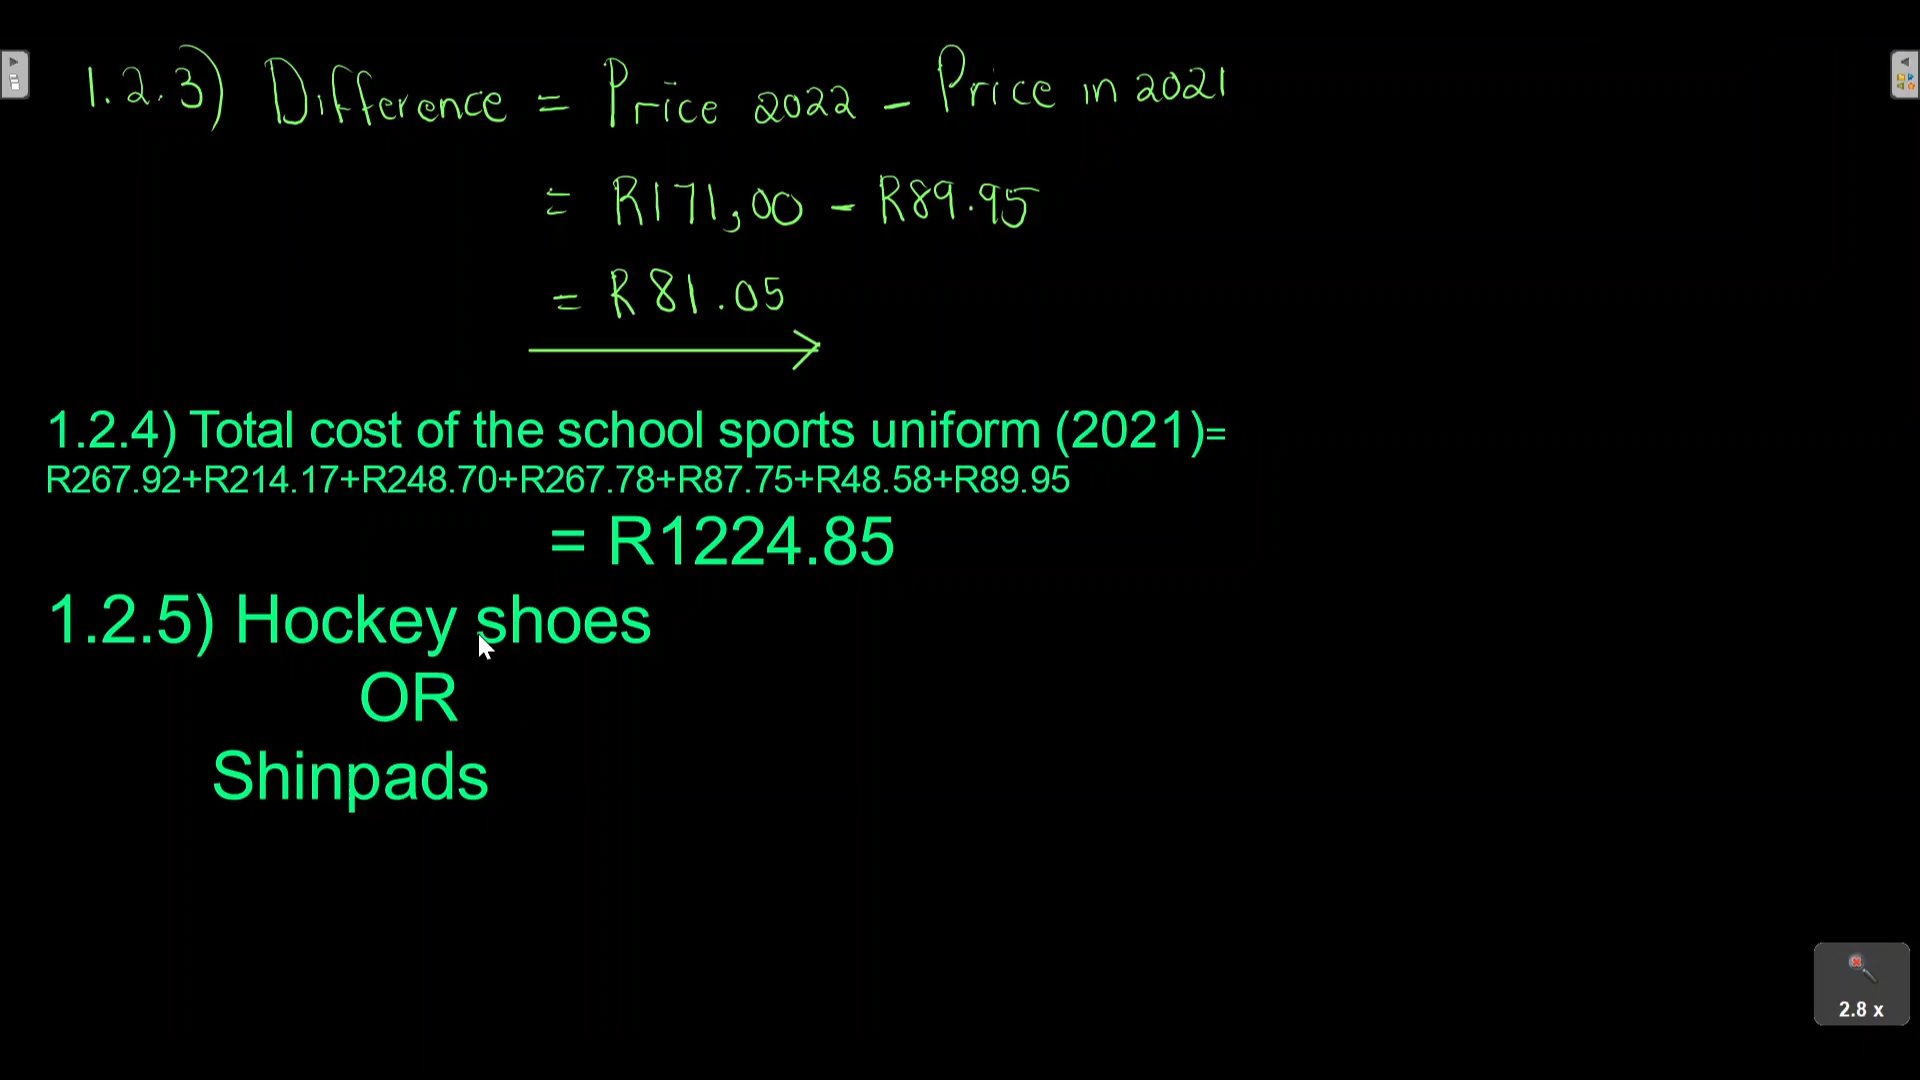 1.2.3) Difference = Price 2022 - Price in 2021
= R171,00 - R89.95
= R81.05
1.2.4) Total cost of the school sports uniform (2021)=
R267.92+R214.17+R248.70+R267.78+R87.75+R48.58+R89.95
= R1224.85
1.2.5) Hockey shoes
OR
Shinpads
2.8 x